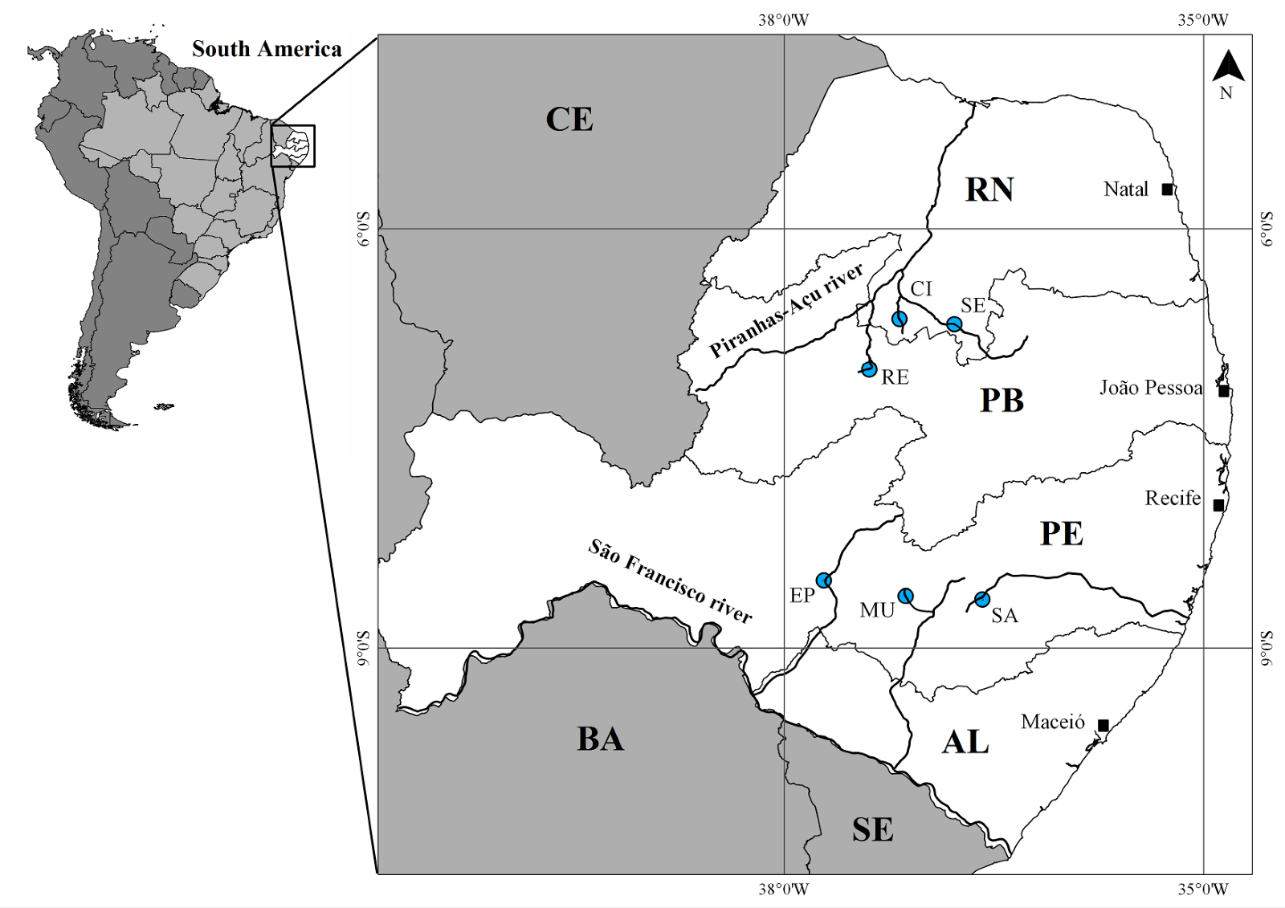 38°0'W
35°0'W
South America
N
CE
RN
Natal
6°0'S
6°0'S
Piranhas-Açu river
CI
SE
RE
PB
João Pessoa
Recife
PE
São Francisco river
EP
MU
SA
9°0'S
9°0'S
BA
AL
Maceió
SE
38°0'W
35°0'W